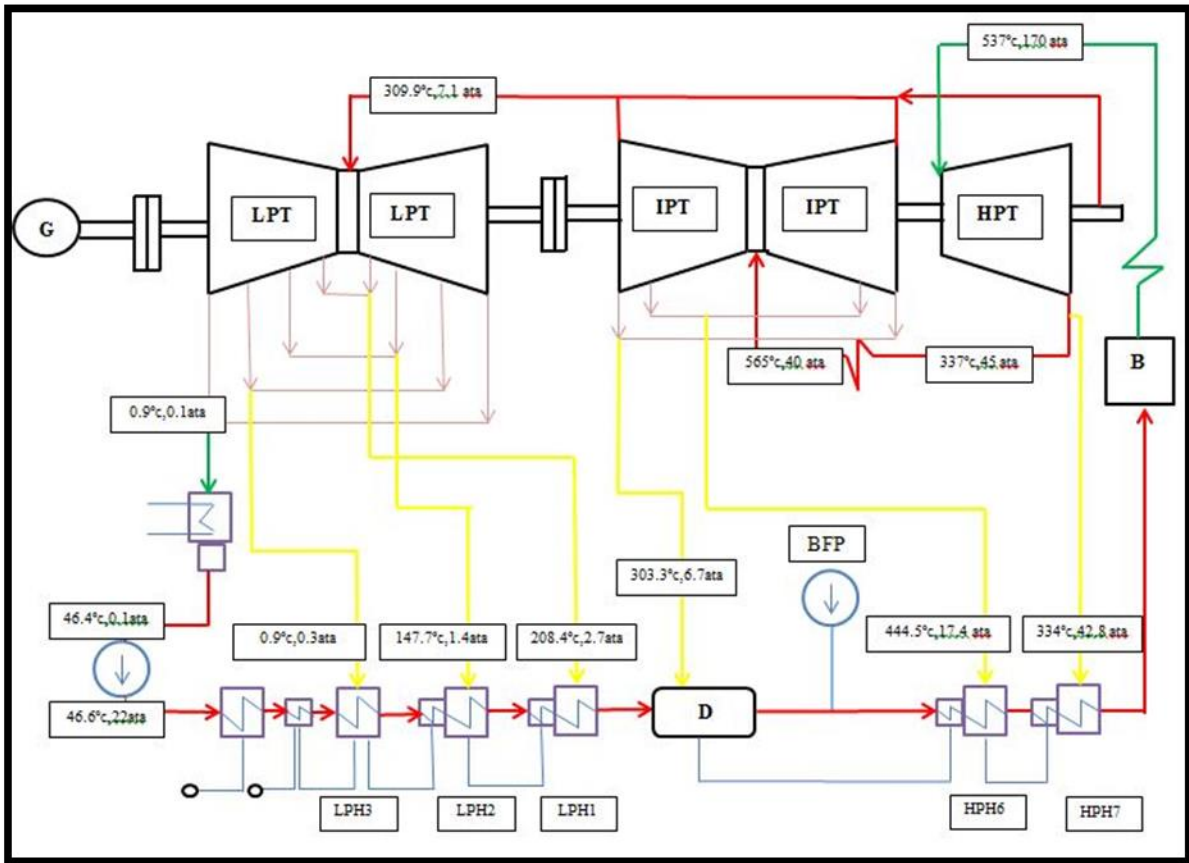 537°c,170 ata
309.9°c,7.1 ata
G
LPT
LPT
IPT
IPT
HPT
565°c,40 ata
337°c,45 ata
B
0.9°c,0.1ata
BFP
303.3°c,6.7ata
46.4°c,0.1ata
0.9°c,0.3ata
147.7°c,1.4ata
208.4°c,2.7ata
444.5°c,17.4 ata
334°c,42.8 ata
46.6°c,22ata
D
LPH3
LPH2
LPH1
HPH6
HPH7